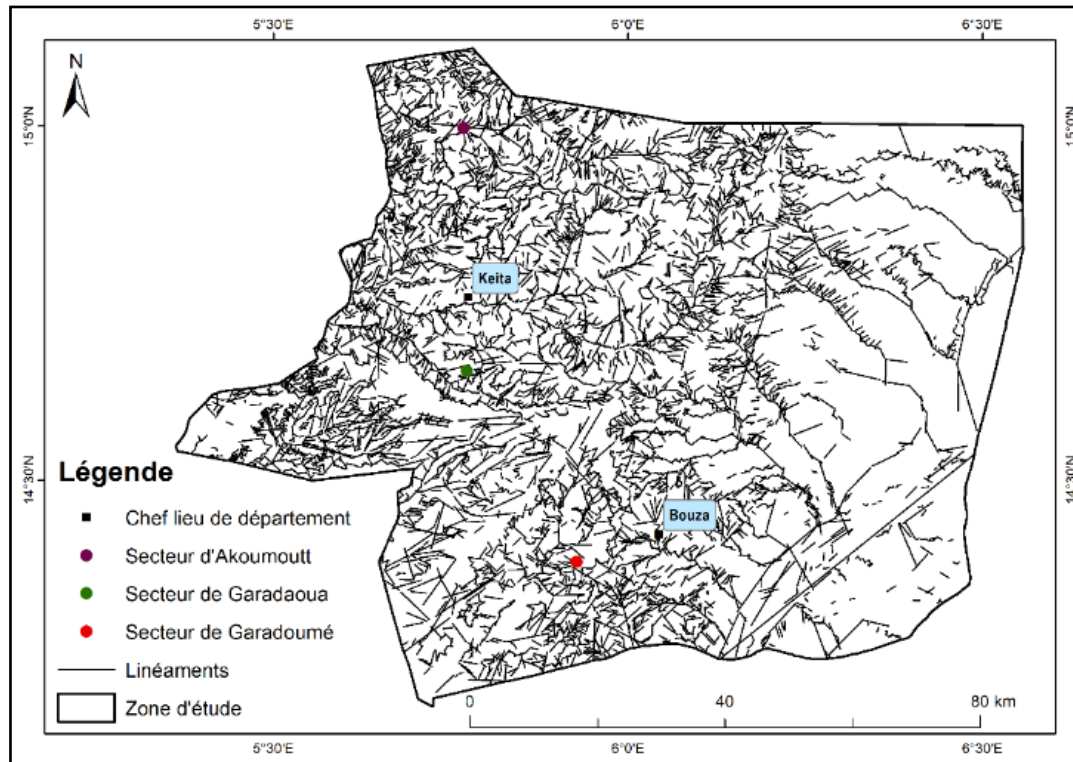 5°30'E 6°0'E 6°30'E
N
15°0'N
15°0'N
Keita
Légende
14°30'N
14°30'N
Chef lieu de département
Bouza
Secteur d'Akoumoutt
Secteur de Garadaoua
Secteur de Garadoumé
Linéaments
Zone d'étude
0 40 80 km
5°30'E 6°0'E 6°30'E